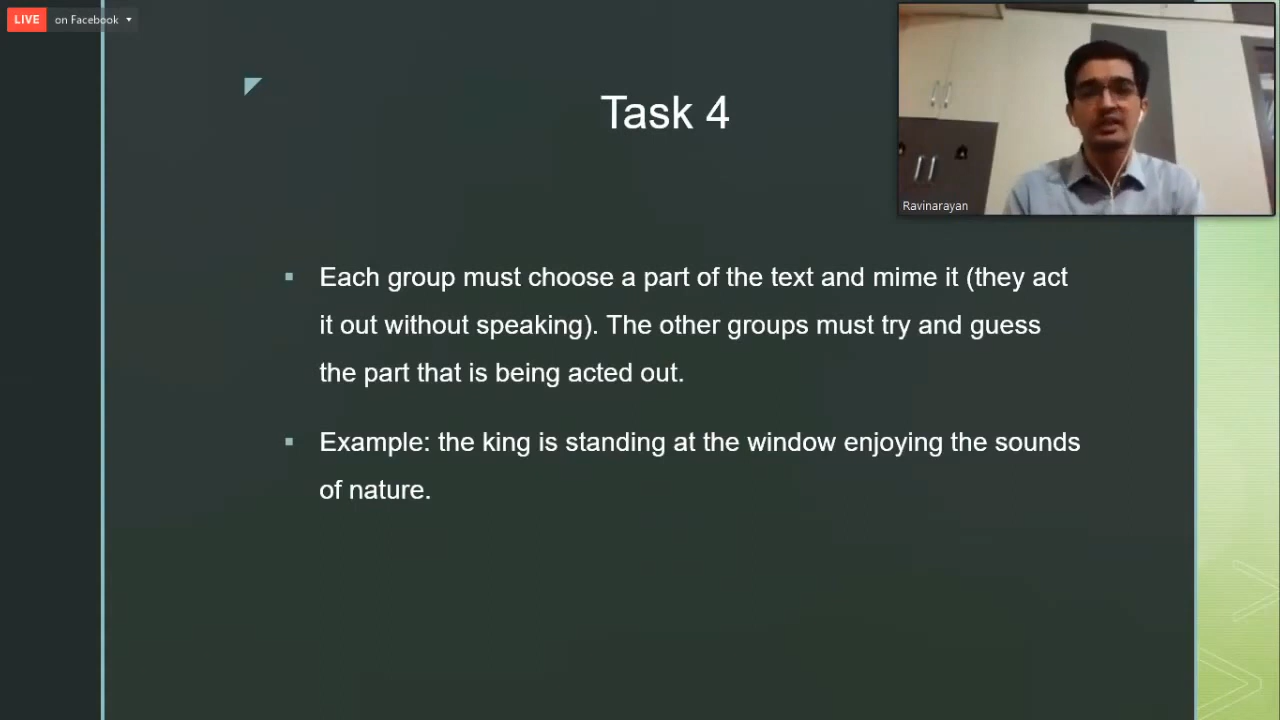 LIVE on Facebook
Task 4
Ravinarayan
Each group must choose a part of the text and mime it (they act
it out without speaking). The other groups must try and guess
the part that is being acted out.
Example: the king is standing at the window enjoying the sounds
of nature.